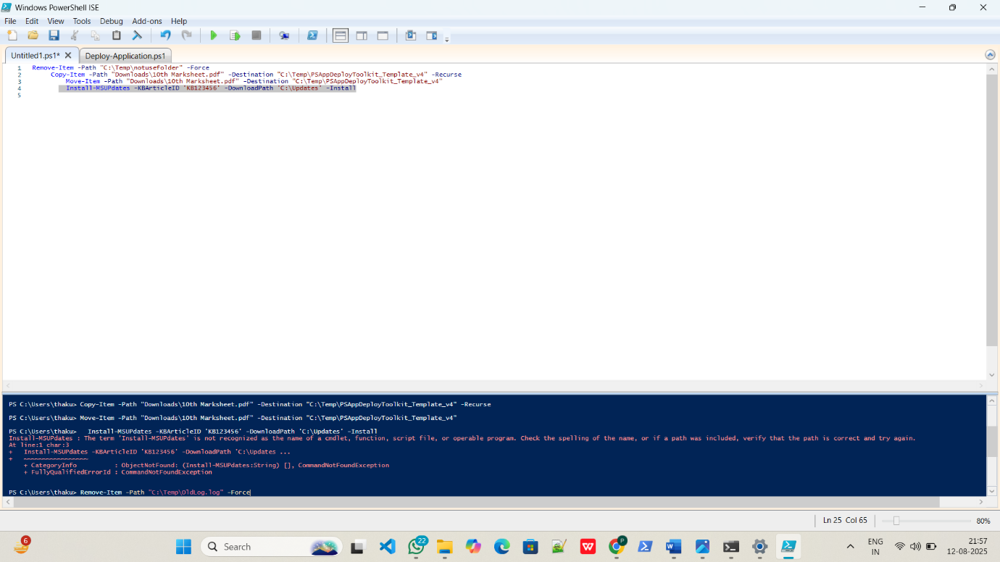 Windows PowerShell ISE
File Edit View Tools Debug Add-ons Help
Untitled1.ps1* Deploy-Application.ps1
1 Remove-Item -Path "C:\Temp\notusefolder" -Force
2 Copy-Item -Path "Downloads\10th Marksheet.pdf" -Destination "C:\Temp\PSAppDeployToolkit_Template_v4" -Recurse
3 Move-Item -Path "Downloads\10th Marksheet.pdf" -Destination "C:\Temp\PSAppDeployToolkit_Template_v4"
4 Install-MSUPdates -KBArticleID 'KB123456' -DownloadPath 'C:\Updates' -Install
5
PS C:\Users\thaku> Copy-Item -Path "Downloads\10th Marksheet.pdf" -Destination "C:\Temp\PSAppDeployToolkit_Template_v4" -Recurse
PS C:\Users\thaku> Move-Item -Path "Downloads\10th Marksheet.pdf" -Destination "C:\Temp\PSAppDeployToolkit_Template_v4"
PS C:\Users\thaku> Install-MSUPdates -KBArticleID 'KB123456' -DownloadPath 'C:\Updates' -Install
Install-MSUPdates : The term 'Install-MSUPdates' is not recognized as the name of a cmdlet, function, script file, or operable program. Check the spelling of the name, or if a path was included, verify that the path is correct and try again.
At line:1 char:3
+ Install-MSUPdates -KBArticleID 'KB123456' -DownloadPath 'C:\Updates ...
+ ~~~~~~~~~~~~~~~~~
+ CategoryInfo : ObjectNotFound: (Install-MSUPdates:String) [], CommandNotFoundException
+ FullyQualifiedErrorId : CommandNotFoundException
PS C:\Users\thaku> Remove-Item -Path "C:\Temp\OldLog.log" -Force
Ln 25 Col 65 80%
6 Search 22 W W P ENG 21:57
IN 12-08-2025